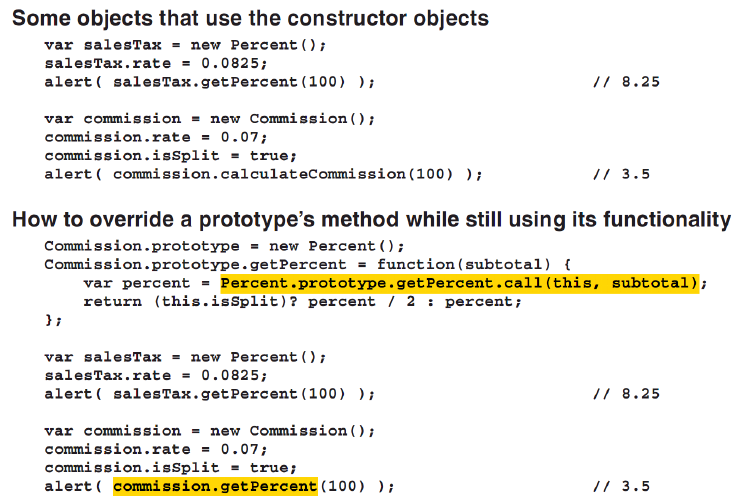 Some objects that use the constructor objects
var salesTax = new Percent();
salesTax.rate = 0.0825;
alert( salesTax.getPercent(100) ); // 8.25
var commission = new Commission();
commission.rate = 0.07;
commission.isSplit = true;
alert( commission.calculateCommission(100) ); // 3.5
How to override a prototype’s method while still using its functionality
Commission.prototype = new Percent();
Commission.prototype.getPercent = function(subtotal) {
var percent = Percent.prototype.getPercent.call(this, subtotal);
return (this.isSplit)? percent / 2 : percent;
};
var salesTax = new Percent();
salesTax.rate = 0.0825;
alert( salesTax.getPercent(100) ); // 8.25
var commission = new Commission();
commission.rate = 0.07;
commission.isSplit = true;
alert( commission.getPercent(100) ); // 3.5